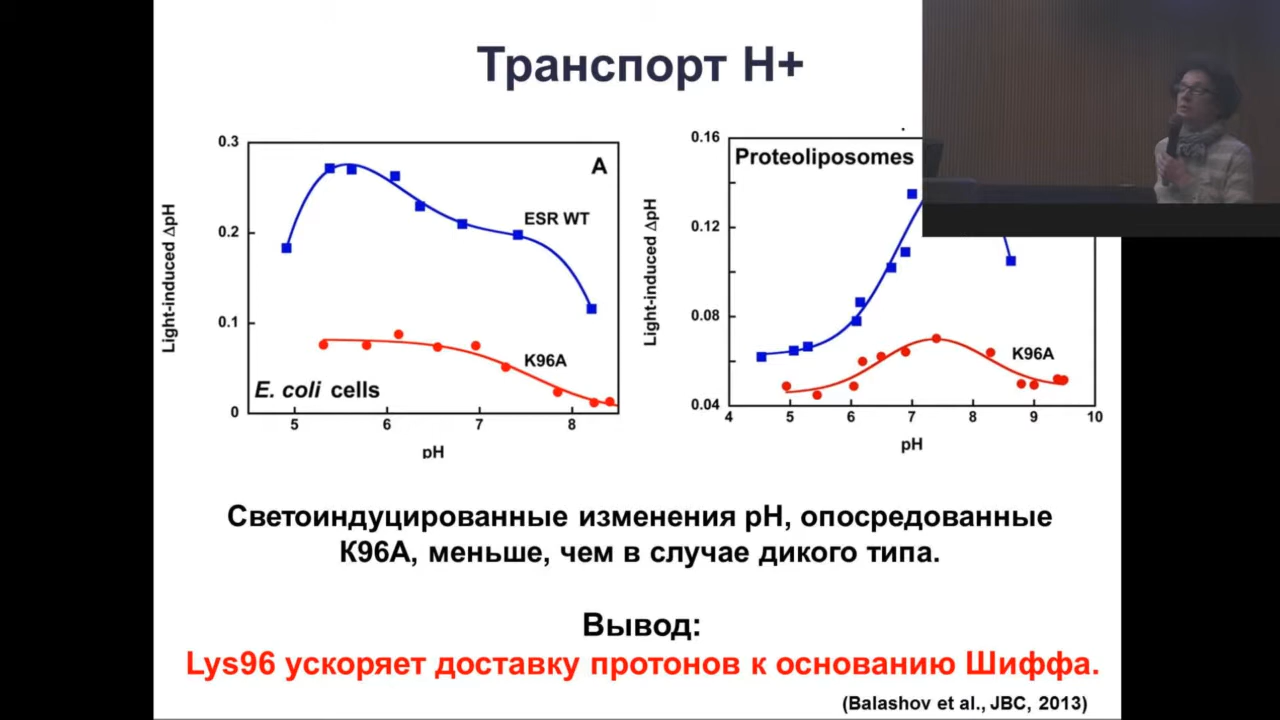 Транспорт H+
0.3
0.2
0.1
0
A
ESR WT
K96A
E. coli cells
5 6 7 8
pH
Light-induced ΔpH
0.16
0.12
0.08
0.04
Proteoliposomes
K96A
4 5 6 7 8 9 10
pH
Light-induced ΔpH
Светоиндуцированные изменения pH, опосредованные
K96A, меньше, чем в случае дикого типа.
Вывод:
Lys96 ускоряет доставку протонов к основанию Шиффа.
(Balashov et al., JBC, 2013)